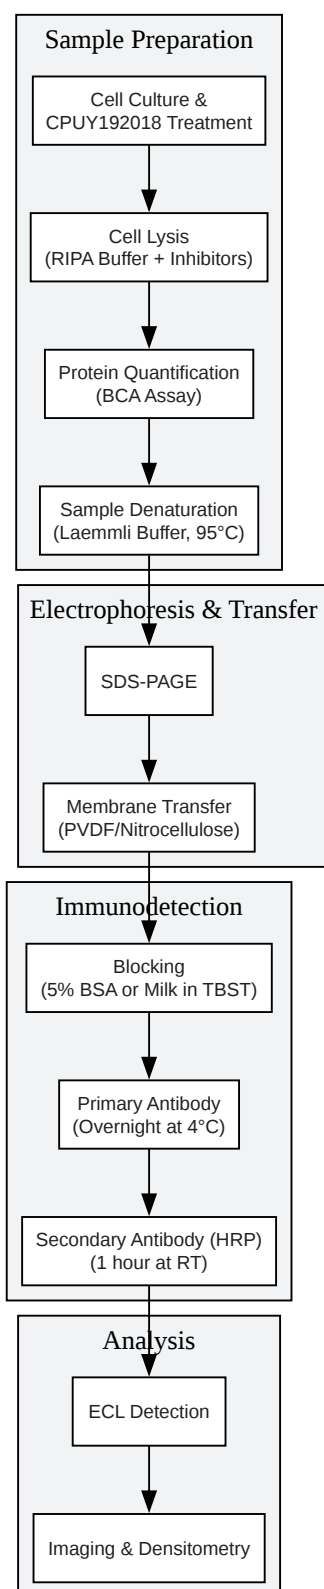 Sample Preparation
Cell Culture &
CPUY192018 Treatment
Cell Lysis
(RIPA Buffer + Inhibitors)
Protein Quantification
(BCA Assay)
Sample Denaturation
(Laemmli Buffer, 95°C)
Electrophoresis & Transfer
SDS-PAGE
Membrane Transfer
(PVDF/Nitrocellulose)
Immunodetection
Blocking
(5% BSA or Milk in TBST)
Primary Antibody
(Overnight at 4°C)
Secondary Antibody (HRP)
(1 hour at RT)
Analysis
ECL Detection
Imaging & Densitometry